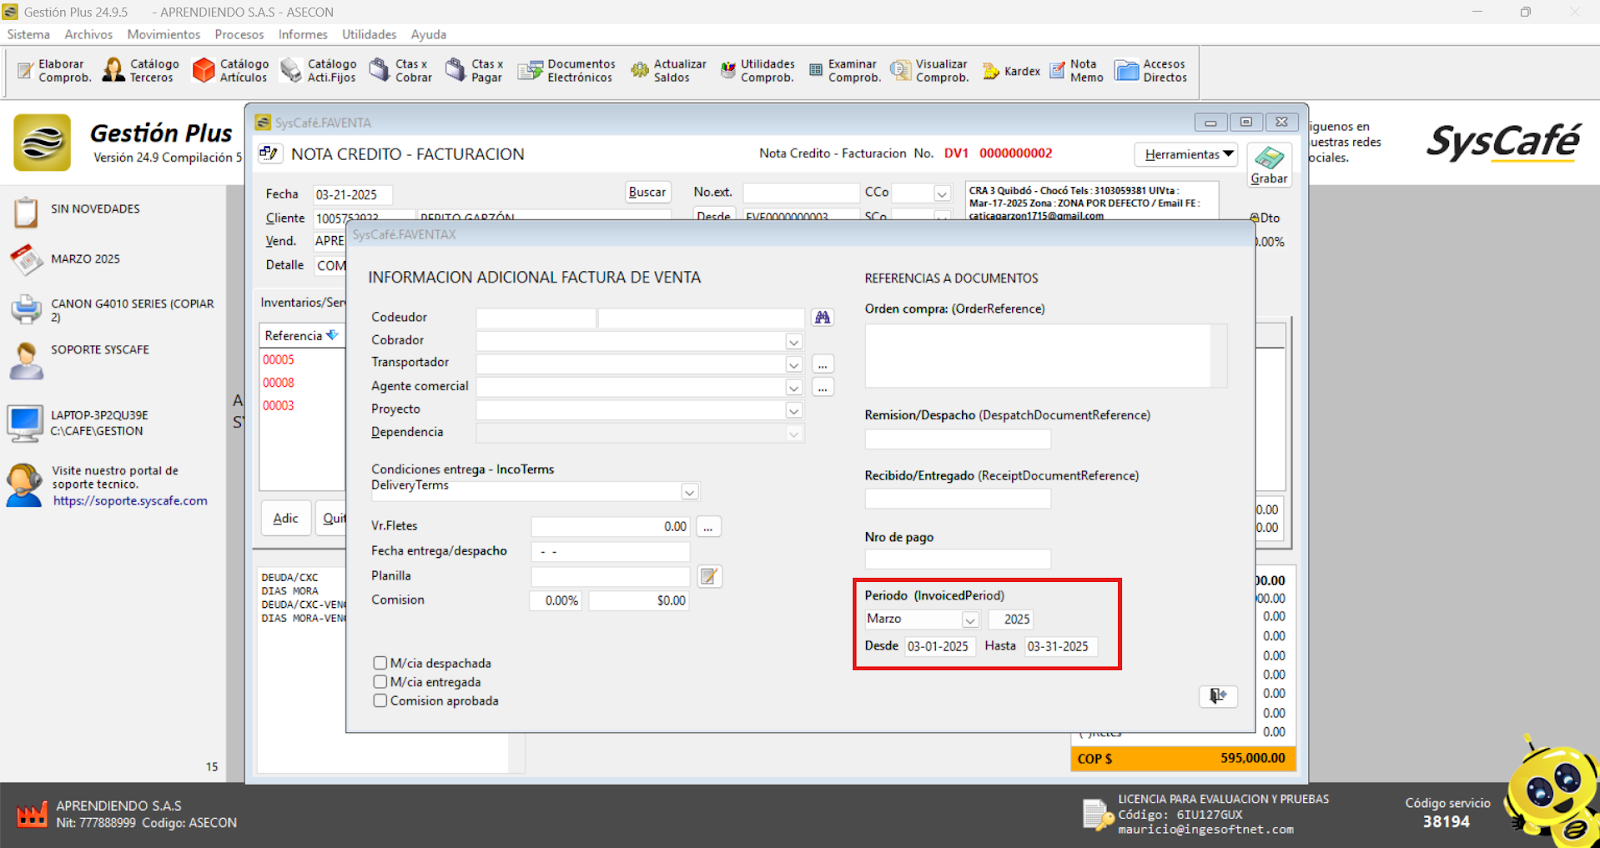 Gestión Plus 24.9.5 - APRENDIENDO S.A.S - ASECON
Sistema Archivos Movimientos Procesos Informes Utilidades Ayuda
Elaborar Comprob.
Catálogo Terceros
Catálogo Artículos
Catálogo Acti.Fijos
Ctas x Cobrar
Ctas x Pagar
Documentos Electrónicos
Actualizar Saldos
Utilidades Comprob.
Examinar Comprob.
Visualizar Comprob.
Kardex
Nota Memo
Accesos Directos
Gestión Plus
Versión 24.9 Compilación 5
SIN NOVEDADES
MARZO 2025
CANON G4010 SERIES (COPIAR 2)
SOPORTE SYSCAFE
LAPTOP-3P2QU39E
C:\CAFE\GESTION
Visite nuestro portal de
soporte tecnico.
https://soporte.syscafe.com
15
iguenos en
uestras redes
ociales.
SysCafé
SysCafé.FAVENTA
NOTA CREDITO - FACTURACION
Nota Credito - Facturacion No. DV1 0000000002
Herramientas
Grabar
Fecha 03-21-2025 Buscar No.ext. CCo
Cliente 1005752923 PEPITO GARZÓN Desde FVE0000000003 SCo
CRA 3 Quibdó - Chocó Tels : 3103059381 UlVta :
Mar-17-2025 Zona : ZONA POR DEFECTO / Email FE :
caticagarzon1715@gmail.com
Dto
0.00%
Vend. APRE
Detalle COM
Inventarios/Ser
Referencia
00005
00008
00003
Adic Quit
DEUDA/CXC
DIAS MORA
DEUDA/CXC-VEN
DIAS MORA-VEN
SysCafé.FAVENTAX
INFORMACION ADICIONAL FACTURA DE VENTA
Codeudor
Cobrador
Transportador ...
Agente comercial ...
Proyecto
Dependencia
Condiciones entrega - IncoTerms
DeliveryTerms
Vr.Fletes 0.00 ...
Fecha entrega/despacho - -
Planilla
Comision 0.00% $0.00
M/cia despachada
M/cia entregada
Comision aprobada
REFERENCIAS A DOCUMENTOS
Orden compra: (OrderReference)
Remision/Despacho (DespatchDocumentReference)
Recibido/Entregado (ReceiptDocumentReference)
Nro de pago
Periodo (InvoicedPeriod)
Marzo 2025
Desde 03-01-2025 Hasta 03-31-2025
0.00
0.00
00.00
00.00
0.00
0.00
0.00
0.00
0.00
0.00
0.00
COP $ 595,000.00
APRENDIENDO S.A.S
Nit: 777888999 Codigo: ASECON
LICENCIA PARA EVALUACION Y PRUEBAS
Código: 6IU127GUX
mauricio@ingesoftnet.com
Código servicio
38194